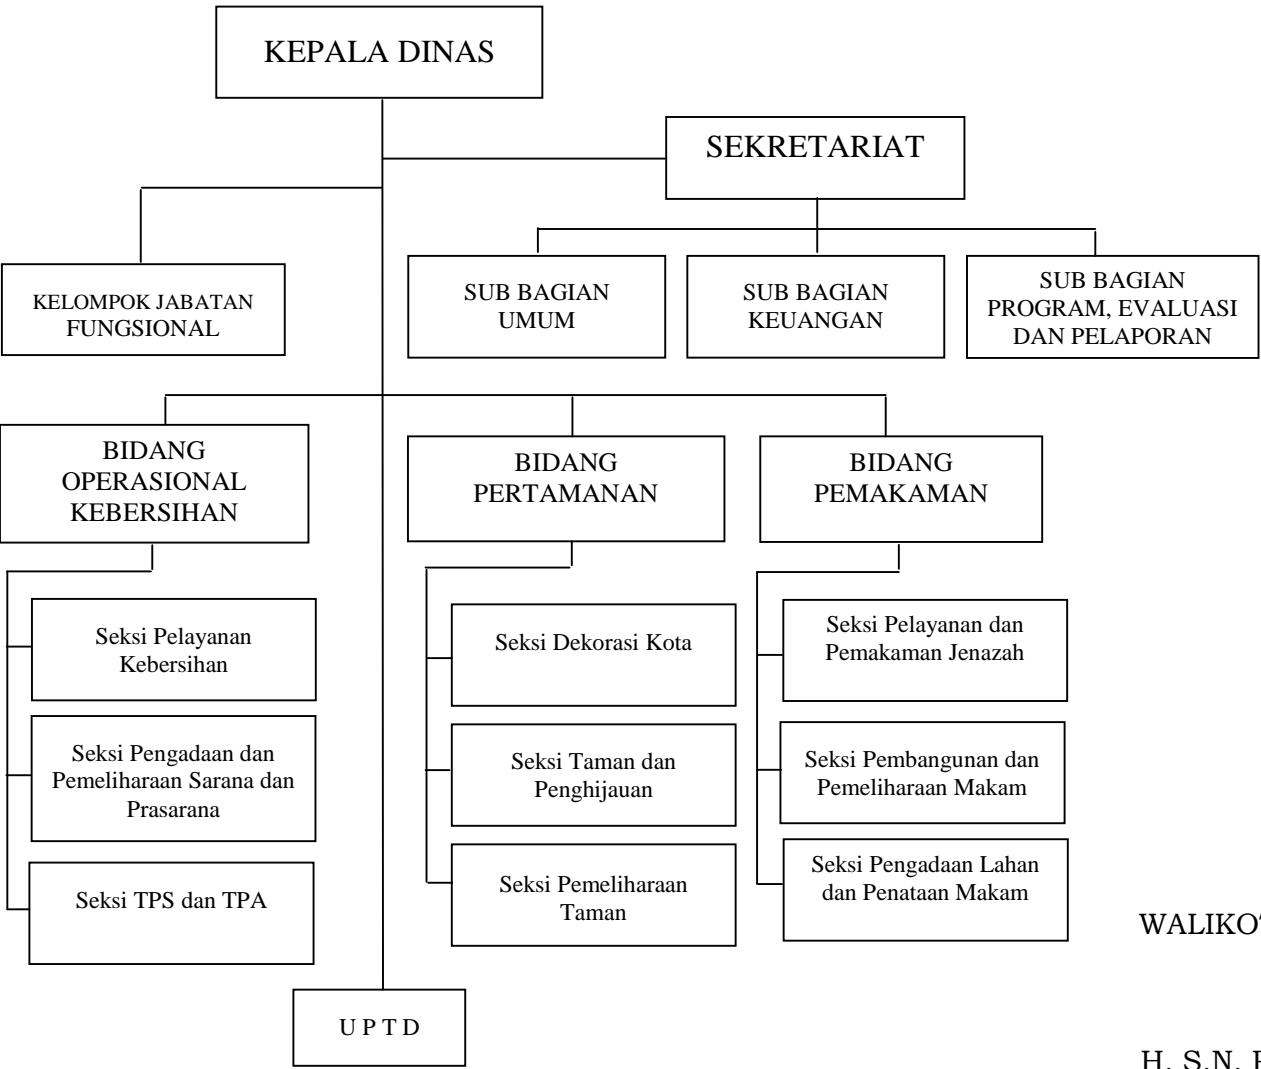 KEPALA DINAS
SEKRETARIAT
KELOMPOK JABATAN
FUNGSIONAL
SUB BAGIAN
UMUM
SUB BAGIAN
KEUANGAN
SUB BAGIAN
PROGRAM, EVALUASI
DAN PELAPORAN
BIDANG
OPERASIONAL
KEBERSIHAN
BIDANG
PERTAMANAN
BIDANG
PEMAKAMAN
Seksi Pelayanan
Kebersihan
Seksi Pengadaan dan
Pemeliharaan Sarana dan
Prasarana
Seksi TPS dan TPA
Seksi Dekorasi Kota
Seksi Taman dan
Penghijauan
Seksi Pemeliharaan
Taman
Seksi Pelayanan dan
Pemakaman Jenazah
Seksi Pembangunan dan
Pemeliharaan Makam
Seksi Pengadaan Lahan
dan Penataan Makam
U P T D
WALIKO
H. S.N.